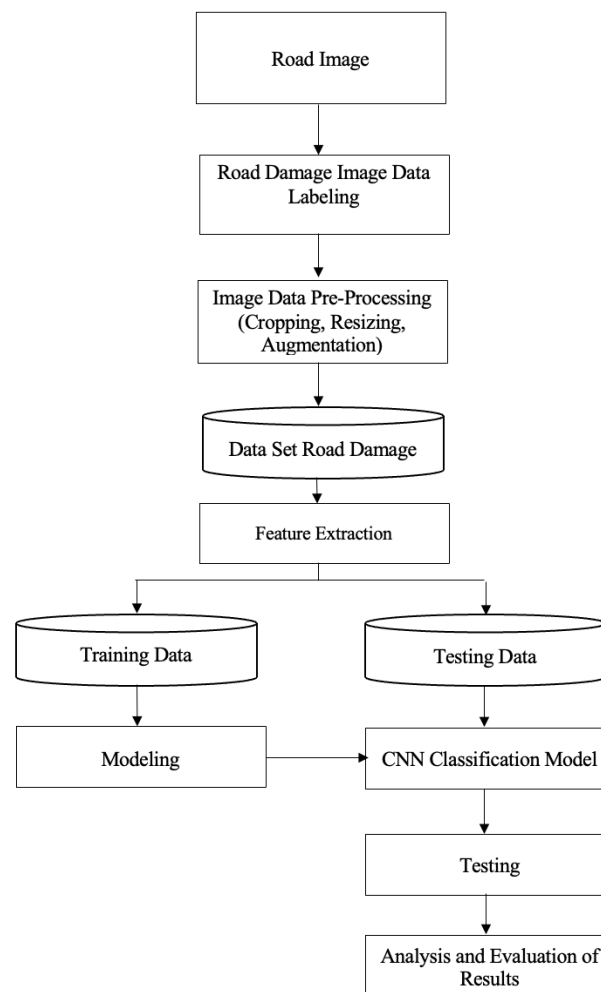 Road Image
Road Damage Image Data
Labeling
Image Data Pre-Processing
(Cropping, Resizing,
Augmentation)
Data Set Road Damage
Feature Extraction
Training Data
Testing Data
Modeling
CNN Classification Model
Testing
Analysis and Evaluation of
Results